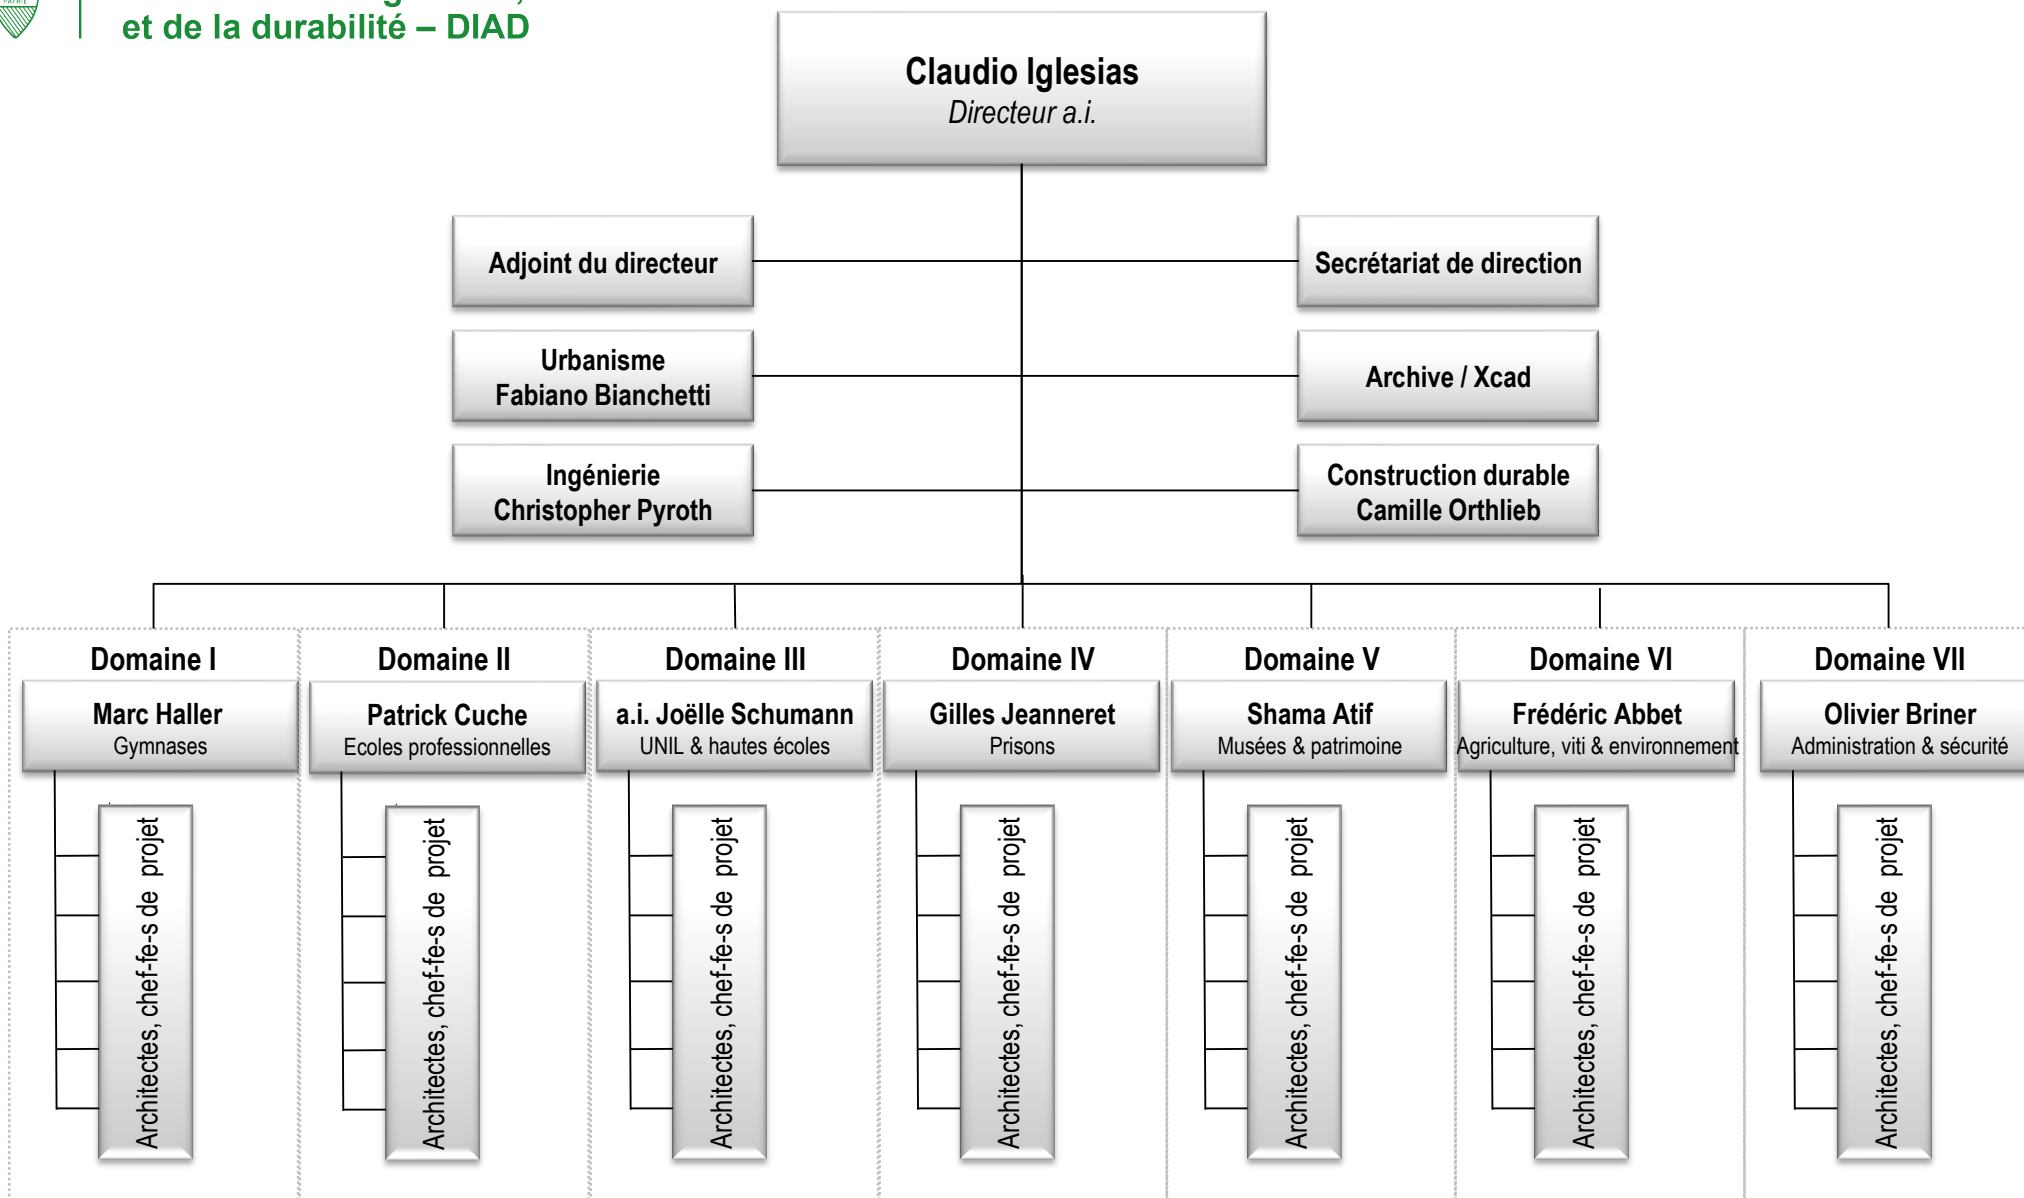 PATRIE
et de la durabilité – DIAD
Claudio Iglesias
Directeur a.i.
Adjoint du directeur
Secrétariat de direction
Urbanisme
Fabiano Bianchetti
Archive / Xcad
Ingénierie
Christopher Pyroth
Construction durable
Camille Orthlieb
Domaine I
Marc Haller
Gymnases
Architectes, chef-fe-s de projet
Domaine II
Patrick Cuche
Ecoles professionnelles
Architectes, chef-fe-s de projet
Domaine III
a.i. Joëlle Schumann
UNIL & hautes écoles
Architectes, chef-fe-s de projet
Domaine IV
Gilles Jeanneret
Prisons
Architectes, chef-fe-s de projet
Domaine V
Shama Atif
Musées & patrimoine
Architectes, chef-fe-s de projet
Domaine VI
Frédéric Abbet
Agriculture, viti & environnement
Architectes, chef-fe-s de projet
Domaine VII
Olivier Briner
Administration & sécurité
Architectes, chef-fe-s de projet